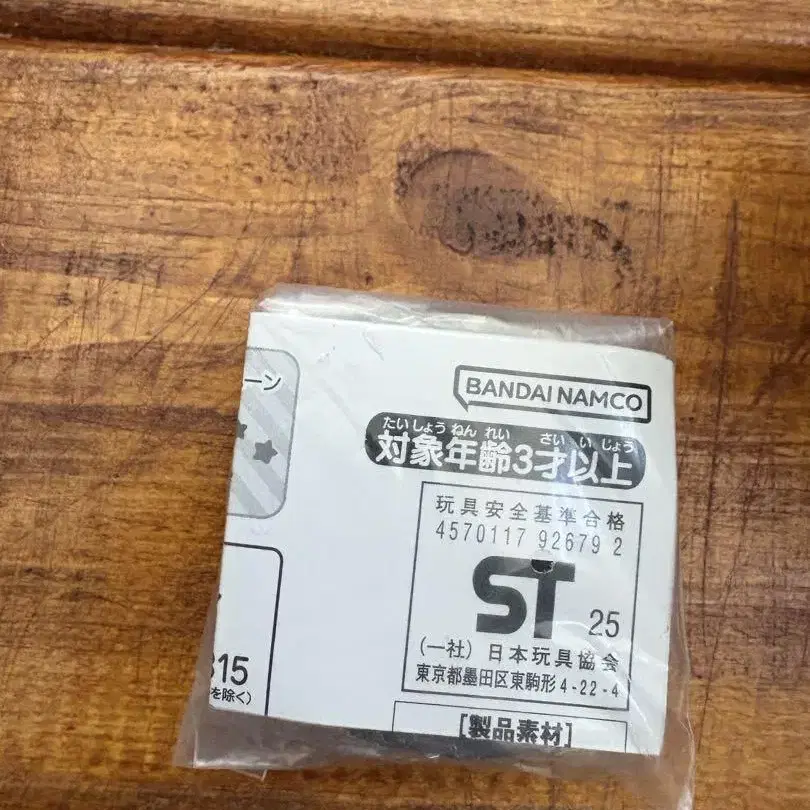 ーン
BANDAI NAMCO
たいしょう ねん れい さい い じょう
対象年齢3才以上
玩具安全基準合格
4570117 92679 2
ST 25
(一社) 日本玩具協会
東京都墨田区東駒形4-22-4
315
を除く)
[製品素材]